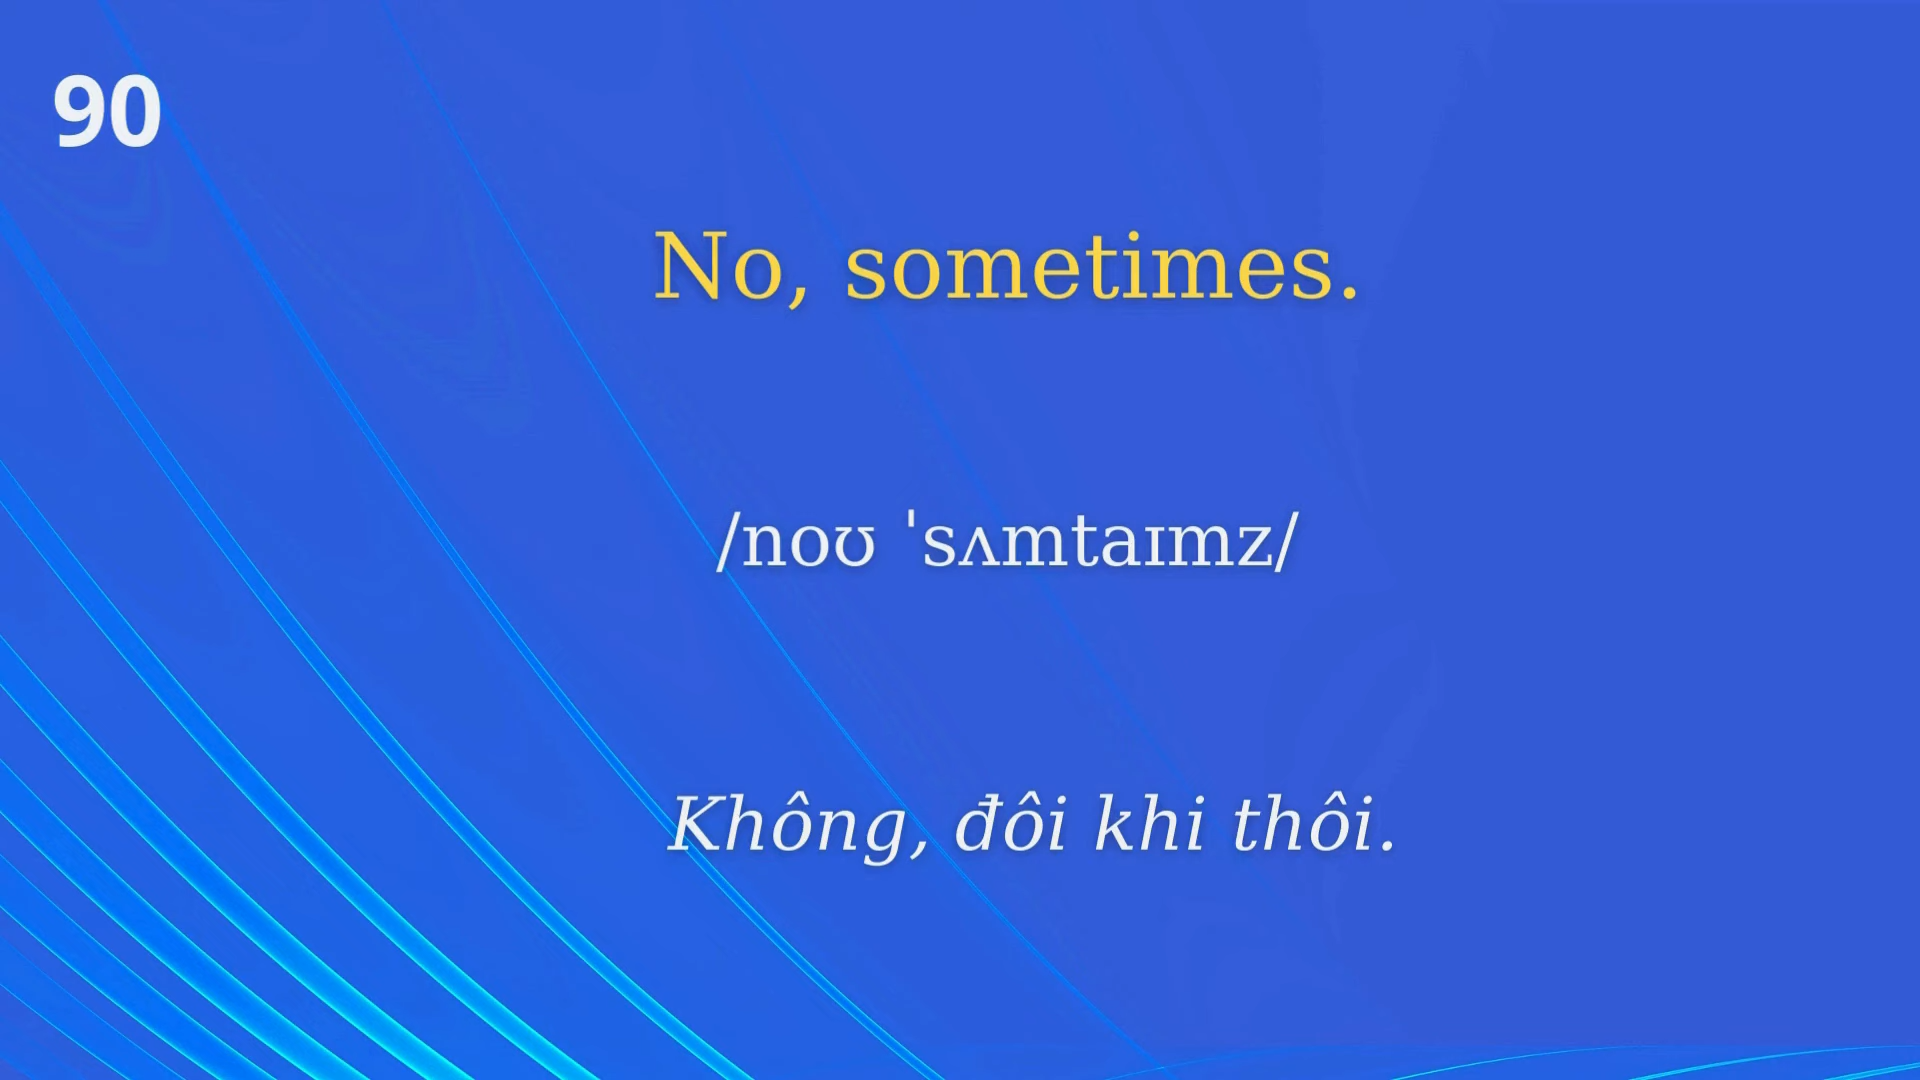 90
No, sometimes.
/noʊ ˈsʌmtaɪmz/
Không, đôi khi thôi.